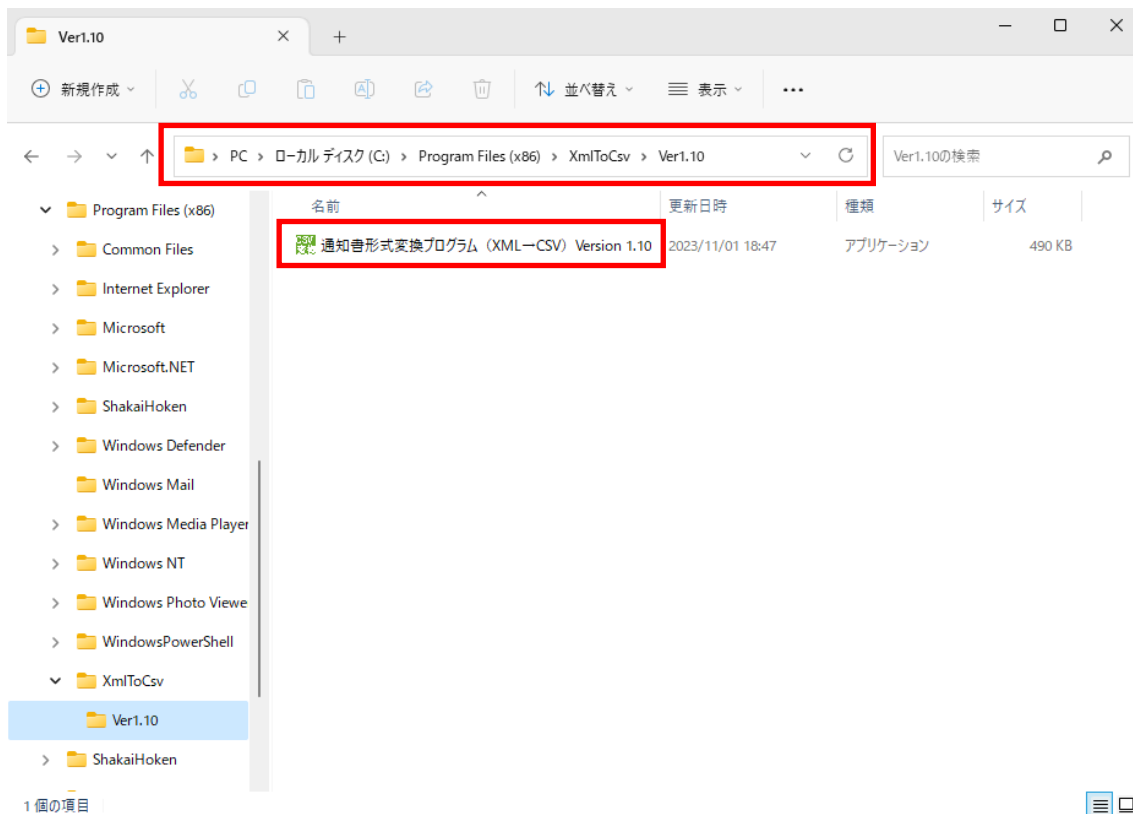 Ver1.10
新規作成
並べ替え
表示
PC > ローカル ディスク (C:) > Program Files (x86) > XmlToCsv > Ver1.10
Ver1.10の検索
名前 更新日時 種類 サイズ
通知書形式変換プログラム（XML→CSV）Version 1.10 2023/11/01 18:47 アプリケーション 490 KB
Program Files (x86)
Common Files
Internet Explorer
Microsoft
Microsoft.NET
ShakaiHoken
Windows Defender
Windows Mail
Windows Media Player
Windows NT
Windows Photo Viewe
WindowsPowerShell
XmlToCsv
Ver1.10
ShakaiHoken
1 個の項目